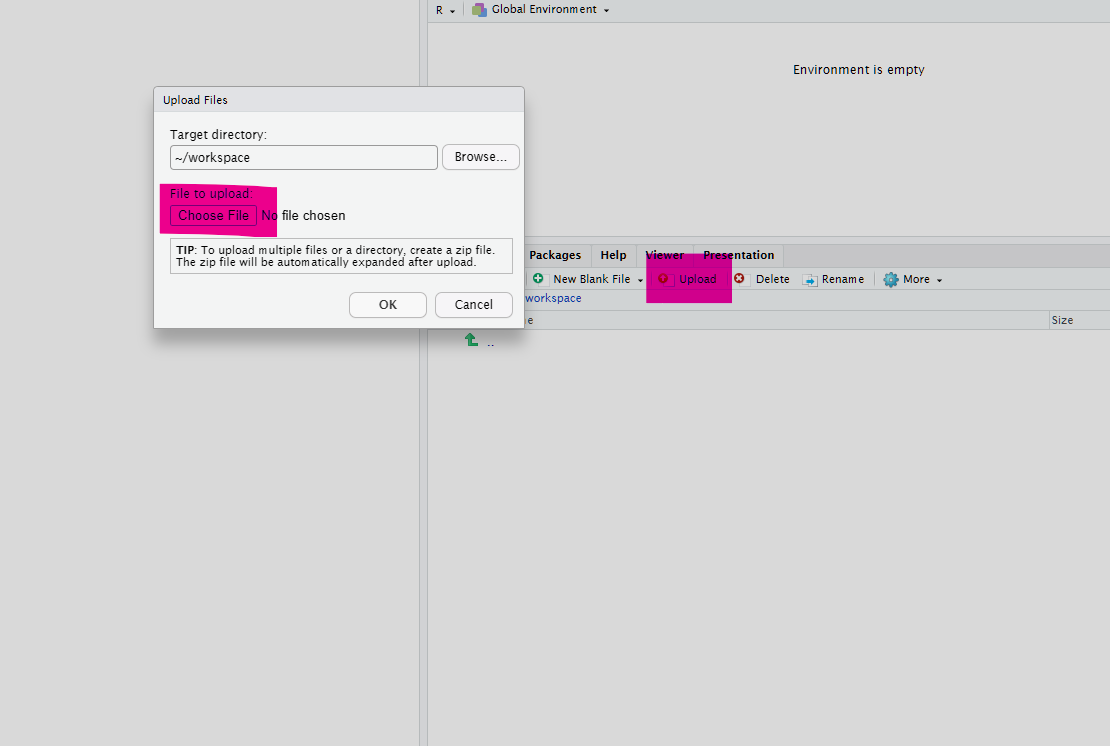 R
Global Environment
Environment is empty
Upload Files
Target directory:
~/workspace
Browse...
File to upload:
Choose File No file chosen
TIP: To upload multiple files or a directory, create a zip file.
The zip file will be automatically expanded after upload.
OK
Cancel
Packages Help Viewer Presentation
New Blank File Upload Delete Rename More
workspace
e Size
..